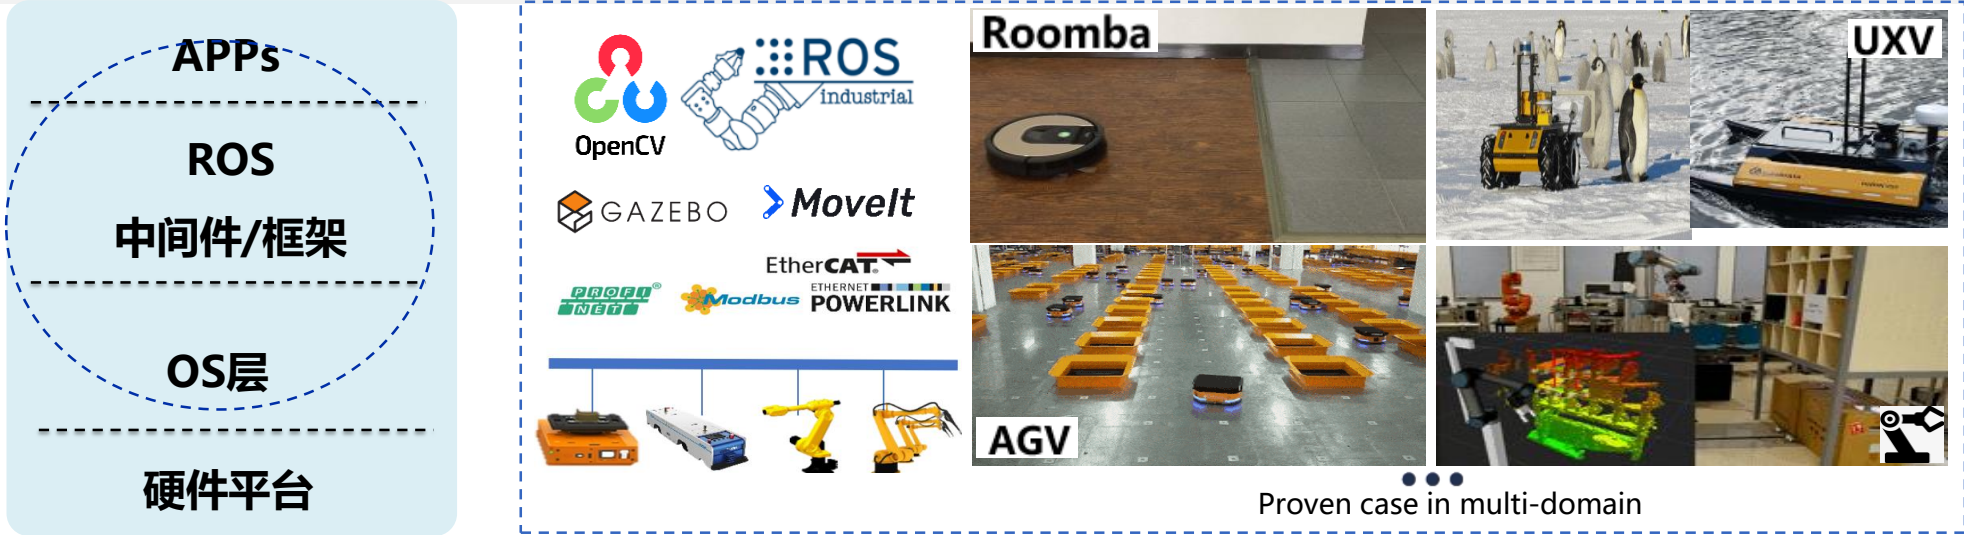 APPs
ROS
中间件/框架
OS层
硬件平台
OpenCV
ROS
industrial
GAZEBO
MoveIt
EtherCAT®
PROFI®
NET
Modbus
ETHERNET
POWERLINK
Roomba
UXV
AGV
Proven case in multi-domain